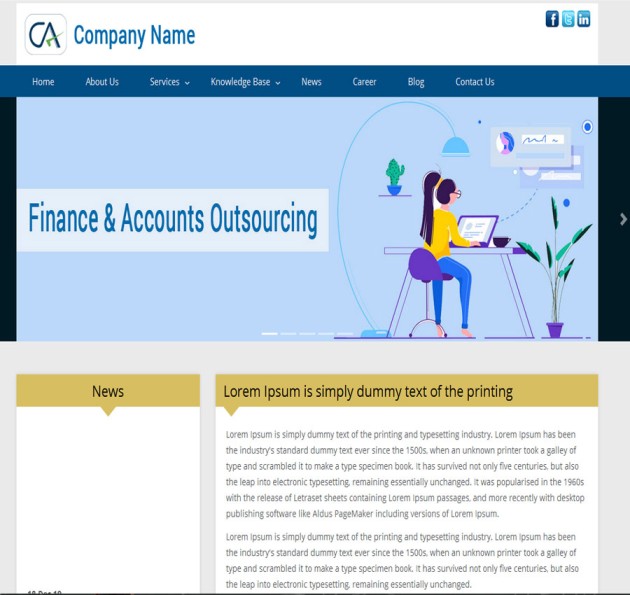 CA Company Name
Home About Us Services Knowledge Base News Career Blog Contact Us
Finance & Accounts Outsourcing
News
Lorem Ipsum is simply dummy text of the printing
Lorem Ipsum is simply dummy text of the printing and typesetting industry. Lorem Ipsum has been
the industry's standard dummy text ever since the 1500s, when an unknown printer took a galley of
type and scrambled it to make a type specimen book. It has survived not only five centuries, but also
the leap into electronic typesetting, remaining essentially unchanged. It was popularised in the 1960s
with the release of Letraset sheets containing Lorem Ipsum passages, and more recently with desktop
publishing software like Aldus PageMaker including versions of Lorem Ipsum.
Lorem Ipsum is simply dummy text of the printing and typesetting industry. Lorem Ipsum has been
the industry's standard dummy text ever since the 1500s, when an unknown printer took a galley of
type and scrambled it to make a type specimen book. It has survived not only five centuries, but also
the leap into electronic typesetting, remaining essentially unchanged.